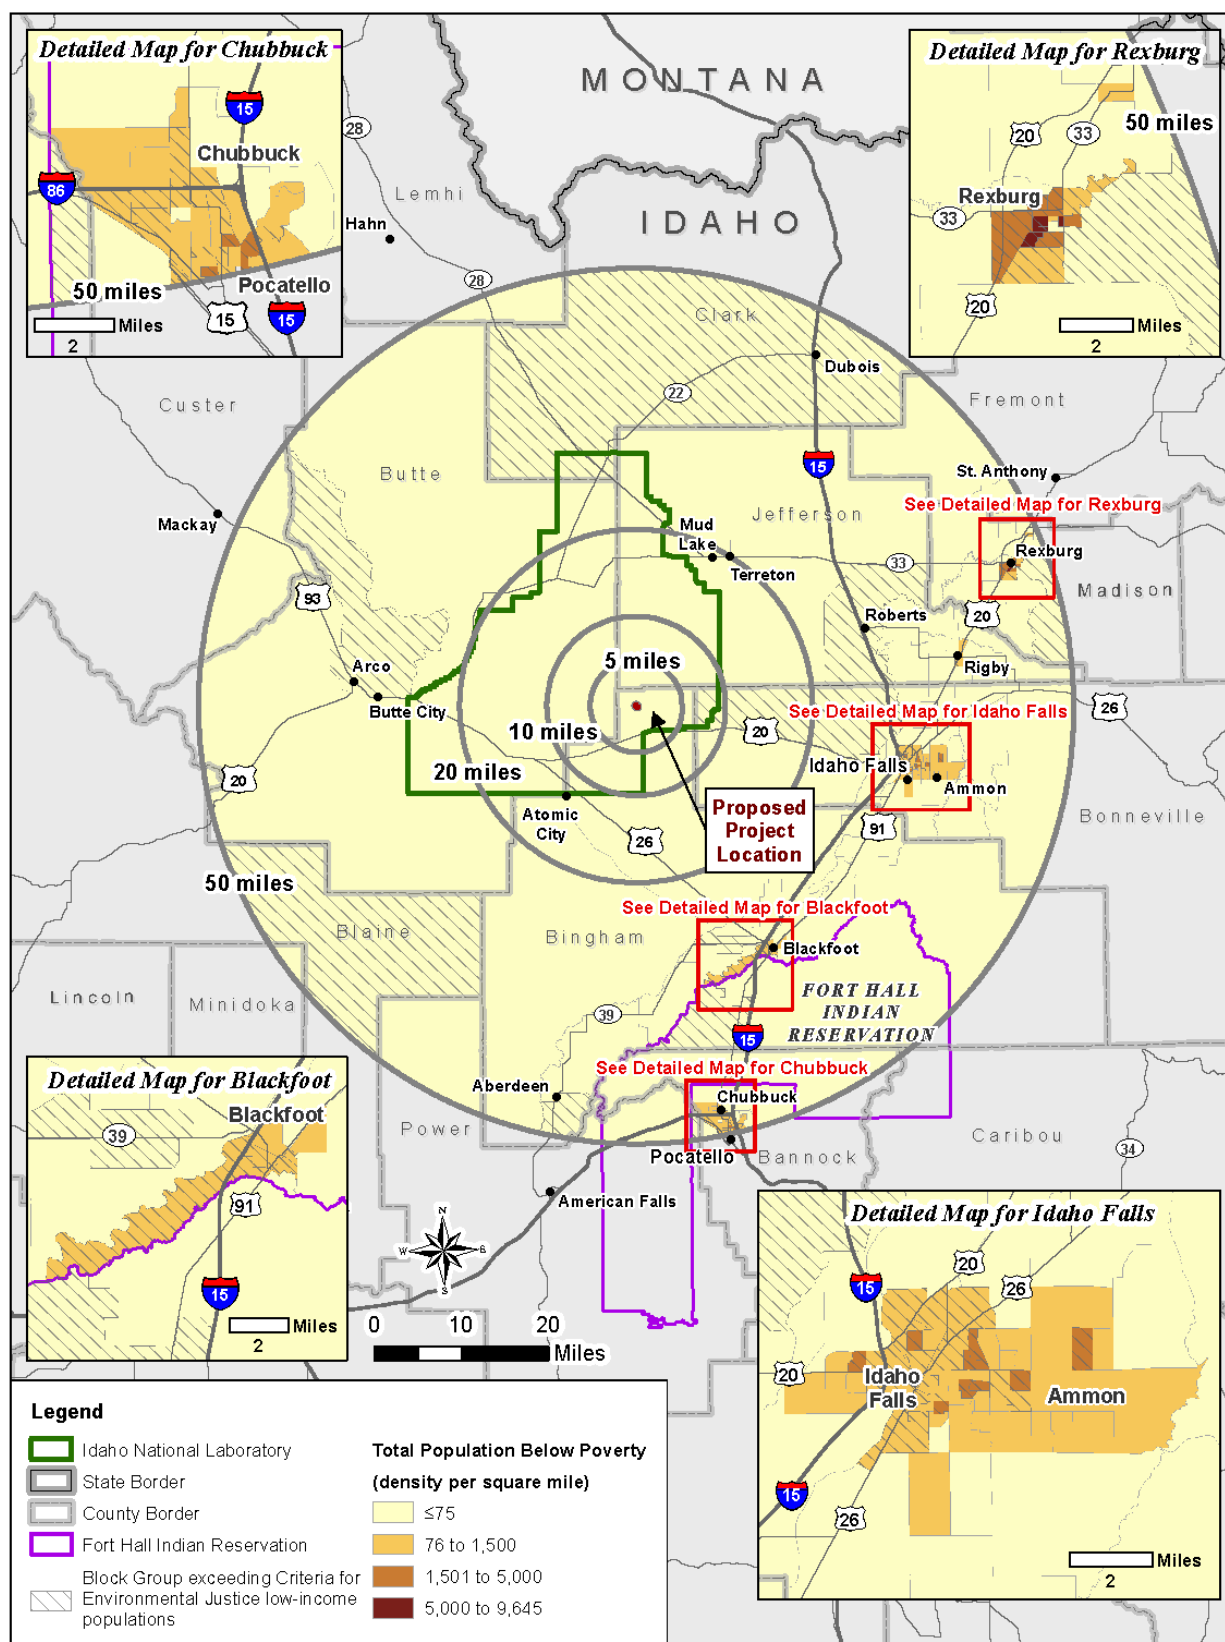 Detailed Map for Chubbuck
15
Chubbuck
86
50 miles
Pocatello
15
15
Miles
2
Detailed Map for Rexburg
50 miles
20
33
Rexburg
33
20
Miles
2
MONTANA
IDAHO
28
Lemhi
Hahn
28
Clark
Dubois
22
Custer
Fremont
Butte
15
St. Anthony
See Detailed Map for Rexburg
Mackay
Jefferson
Mud
Lake
Terreton
33
Rexburg
Madison
93
Roberts
20
Rigby
5 miles
Arco
Butte City
See Detailed Map for Idaho Falls
26
10 miles
20
20 miles
20
Idaho Falls
Ammon
Atomic
City
Proposed
Project
Location
Bonneville
26
91
50 miles
See Detailed Map for Blackfoot
Blaine
Bingham
Blackfoot
Lincoln
Minidoka
FORT HALL
INDIAN
RESERVATION
39
15
See Detailed Map for Chubbuck
Aberdeen
Chubbuck
Power
Caribou
Pocatello
Bannock
34
American Falls
Detailed Map for Blackfoot
Blackfoot
39
91
15
Miles
2
N
W
E
S
0
10
20
Miles
Detailed Map for Idaho Falls
20
15
26
20
Idaho
Falls
Ammon
15
26
Miles
2
Legend
Idaho National Laboratory
State Border
County Border
Fort Hall Indian Reservation
Block Group exceeding Criteria for
Environmental Justice low-income
populations
Total Population Below Poverty
(density per square mile)
≤75
76 to 1,500
1,501 to 5,000
5,000 to 9,645